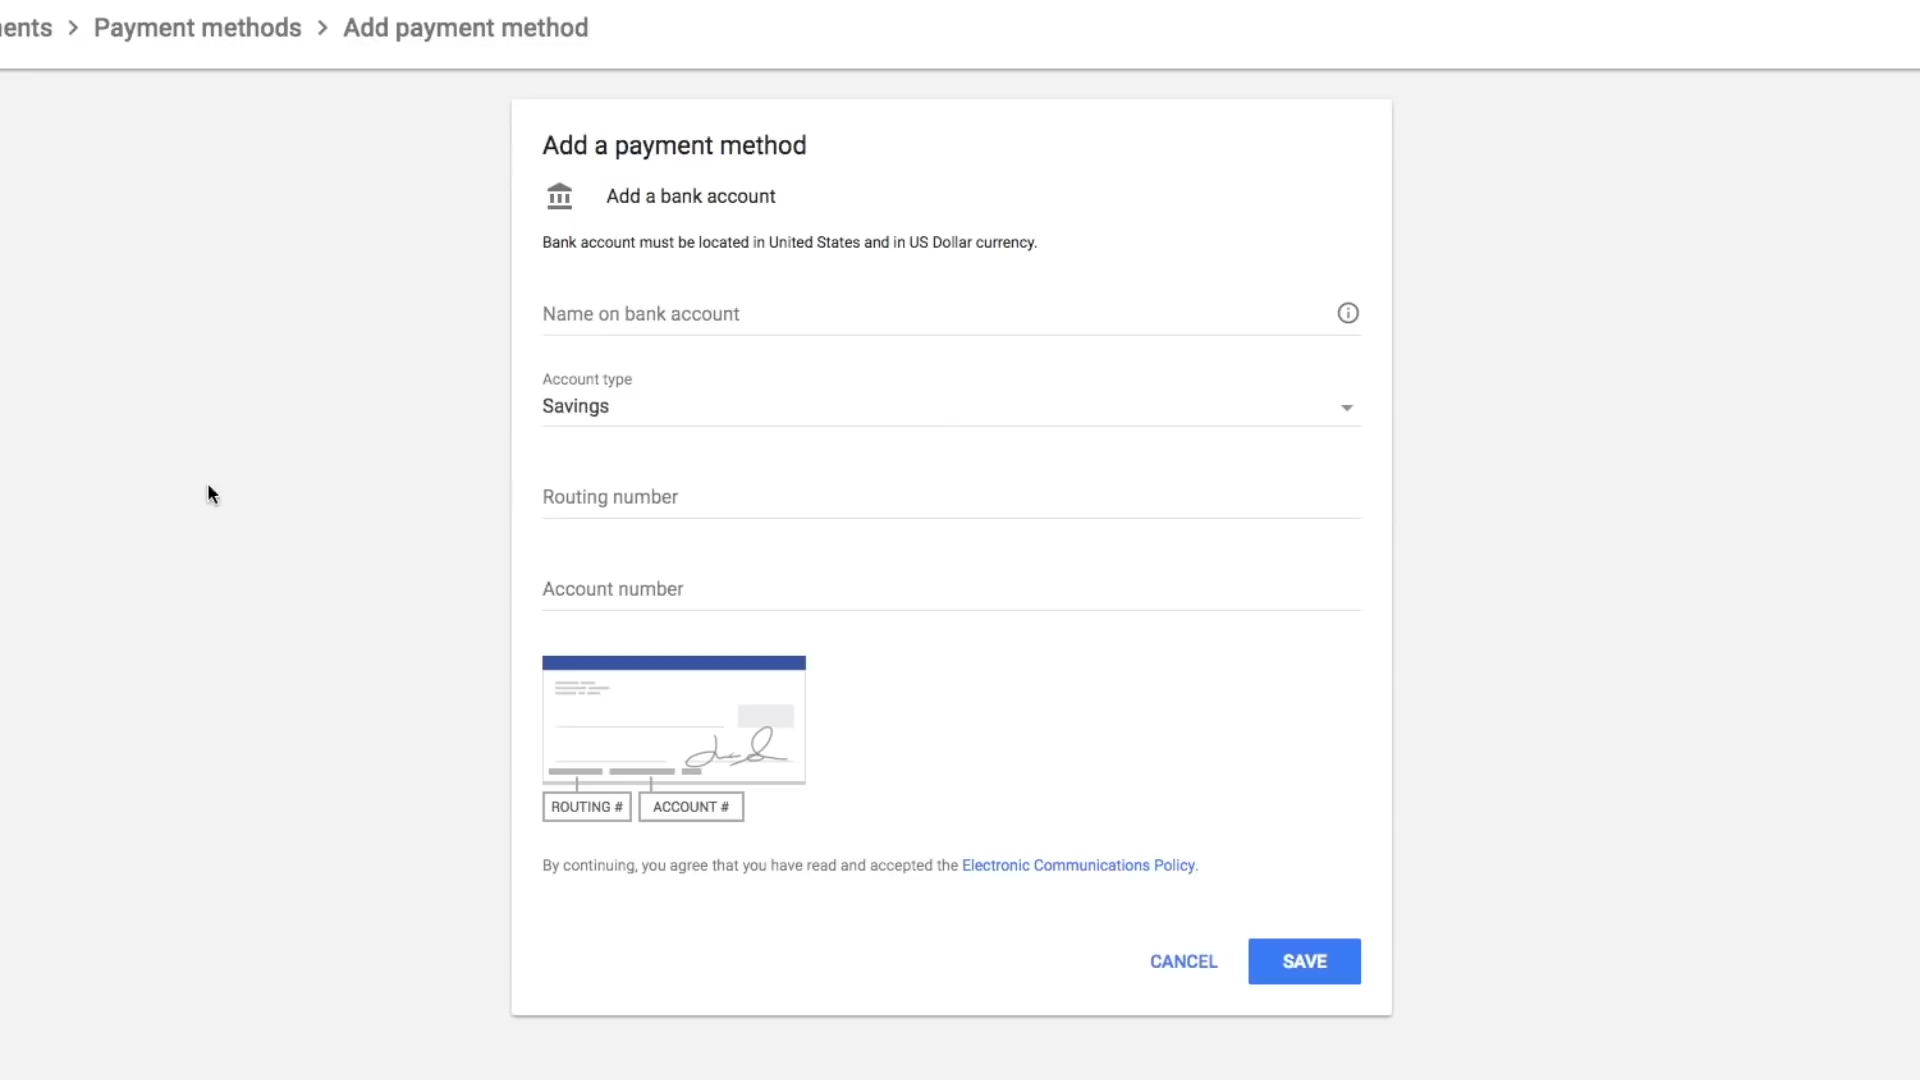 Payment methods > Add payment method
Add a payment method
Add a bank account
Bank account must be located in United States and in US Dollar currency.
Name on bank account
Account type
Savings
Routing number
Account number
ROUTING # ACCOUNT #
By continuing, you agree that you have read and accepted the Electronic Communications Policy.
CANCEL SAVE